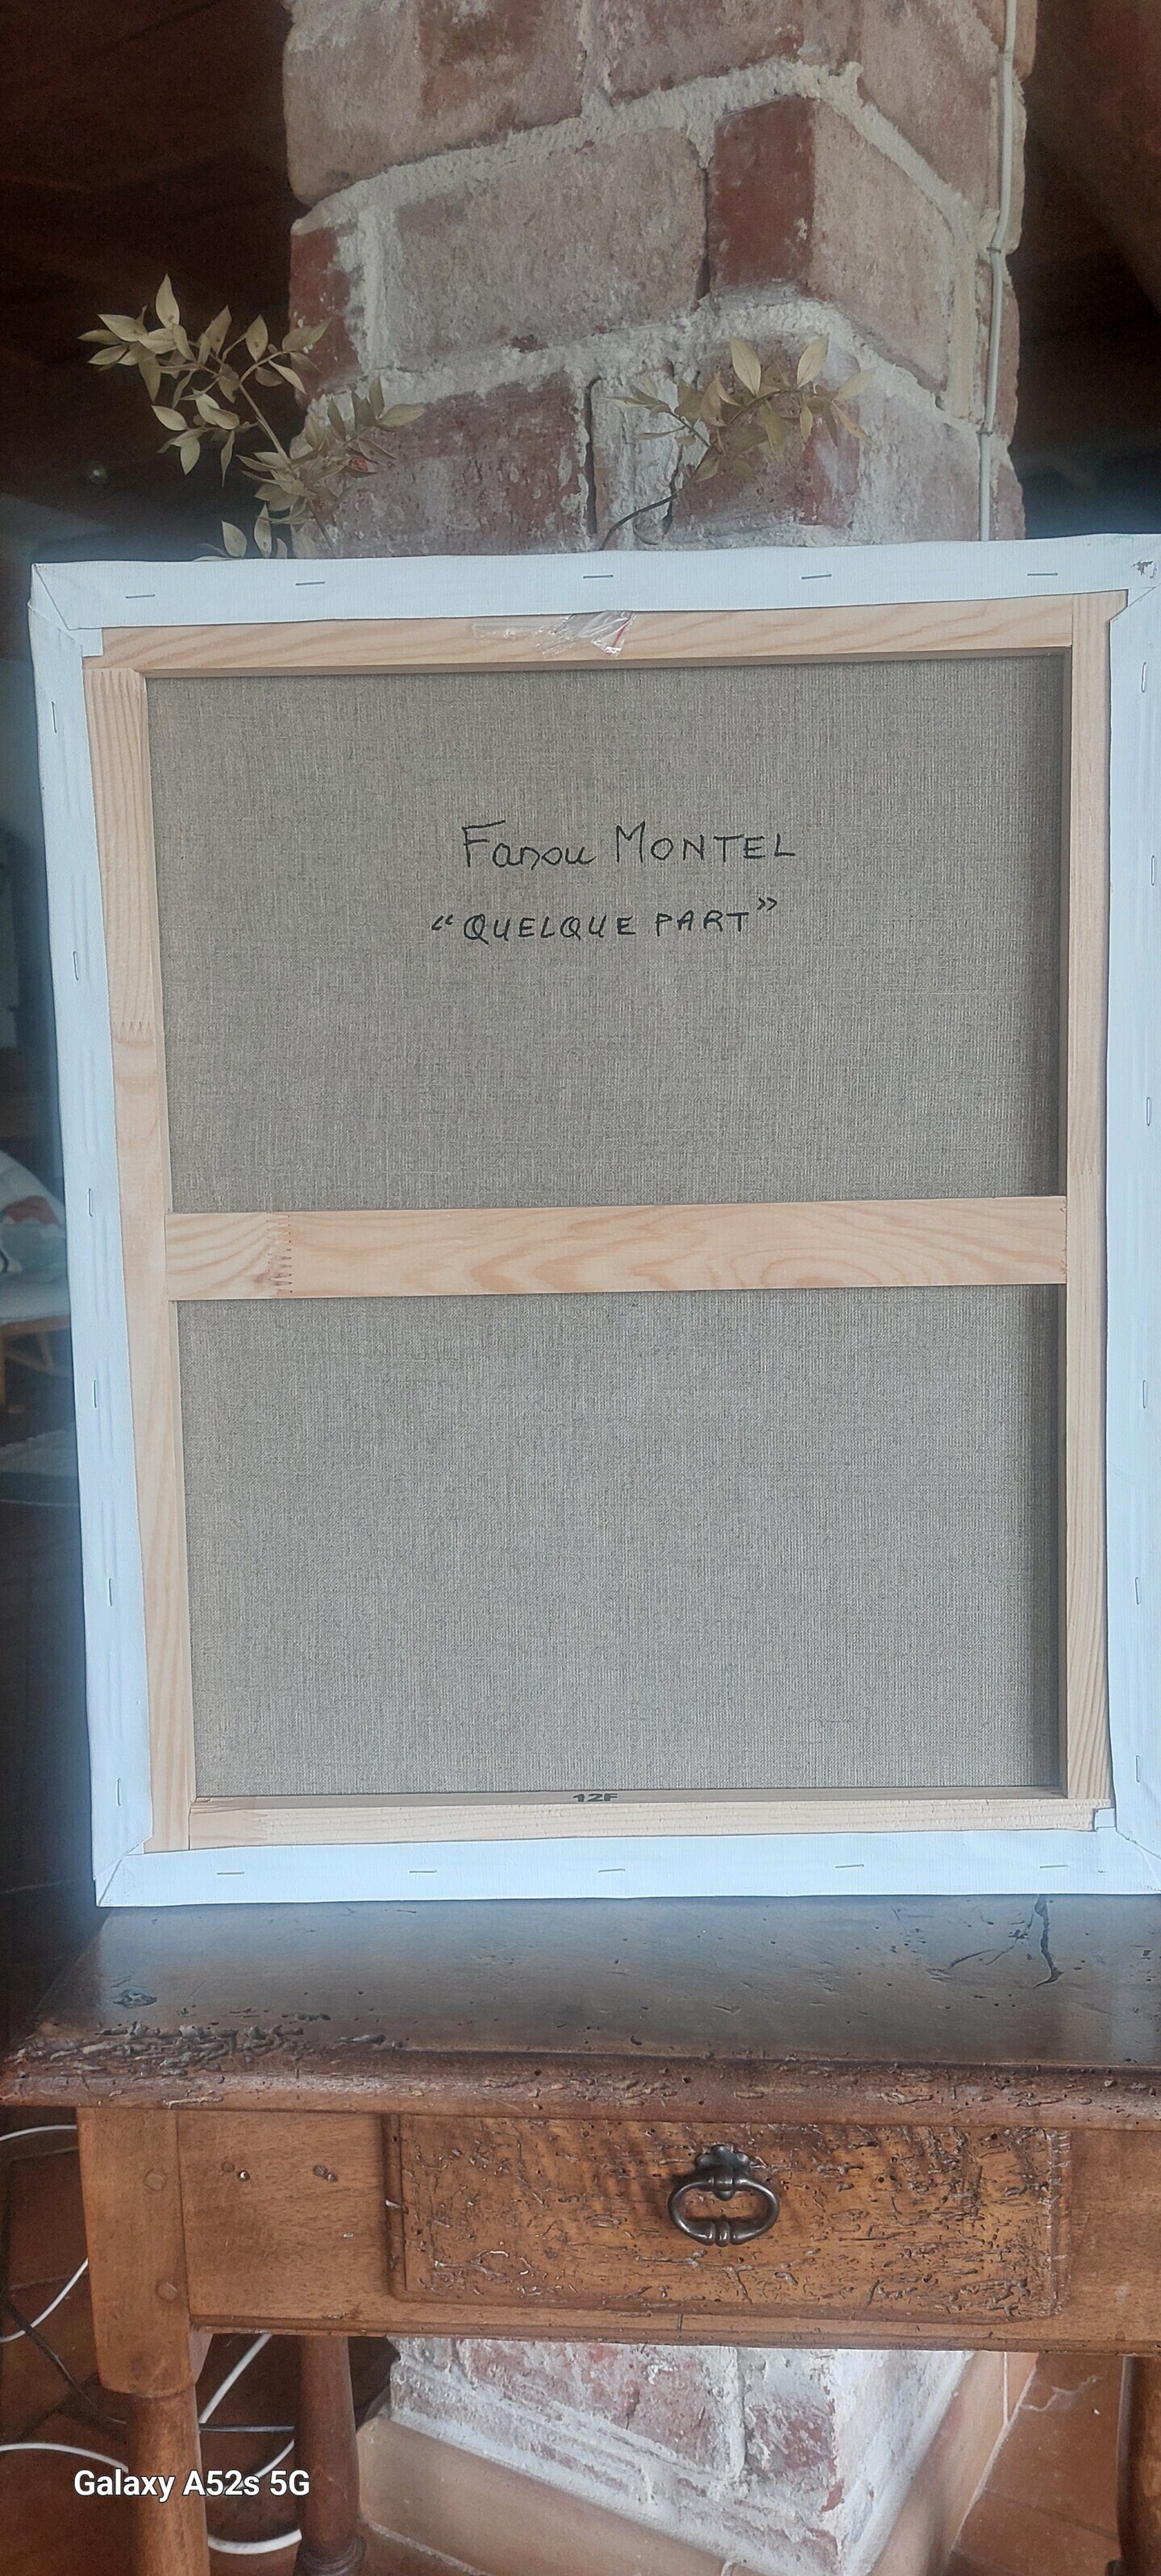 Fanou MONTEL
“QUELQUE PART”
12F
Galaxy A52s 5G